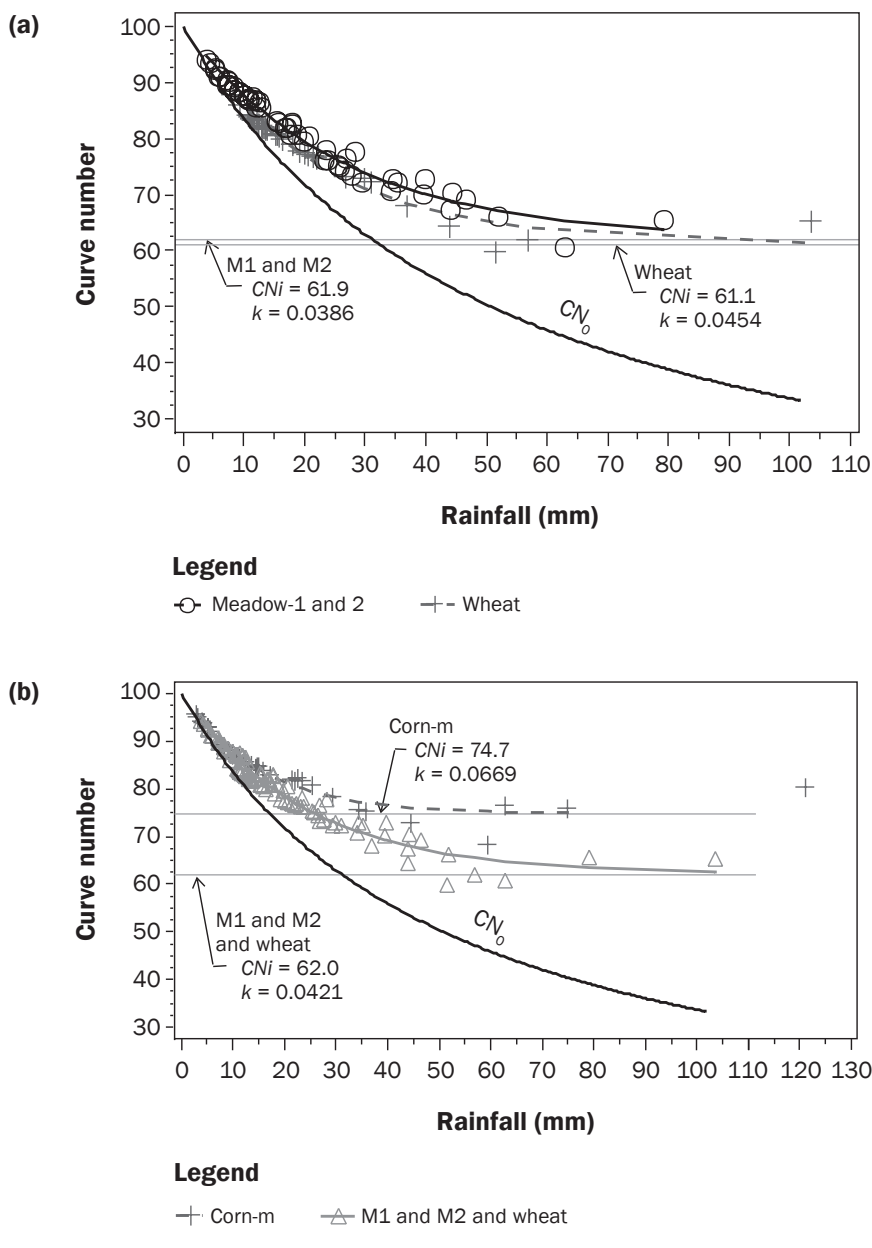 (a)
100
90
80
70
60
50
40
30
Curve number
M1 and M2
CNi = 61.9
k = 0.0386
Wheat
CNi = 61.1
k = 0.0454
CNo
0 10 20 30 40 50 60 70 80 90 100 110
Rainfall (mm)
Legend
Meadow-1 and 2 Wheat
(b)
100
90
80
70
60
50
40
30
Curve number
Corn-m
CNi = 74.7
k = 0.0669
M1 and M2
and wheat
CNi = 62.0
k = 0.0421
CNo
0 10 20 30 40 50 60 70 80 90 100 110 120 130
Rainfall (mm)
Legend
Corn-m M1 and M2 and wheat